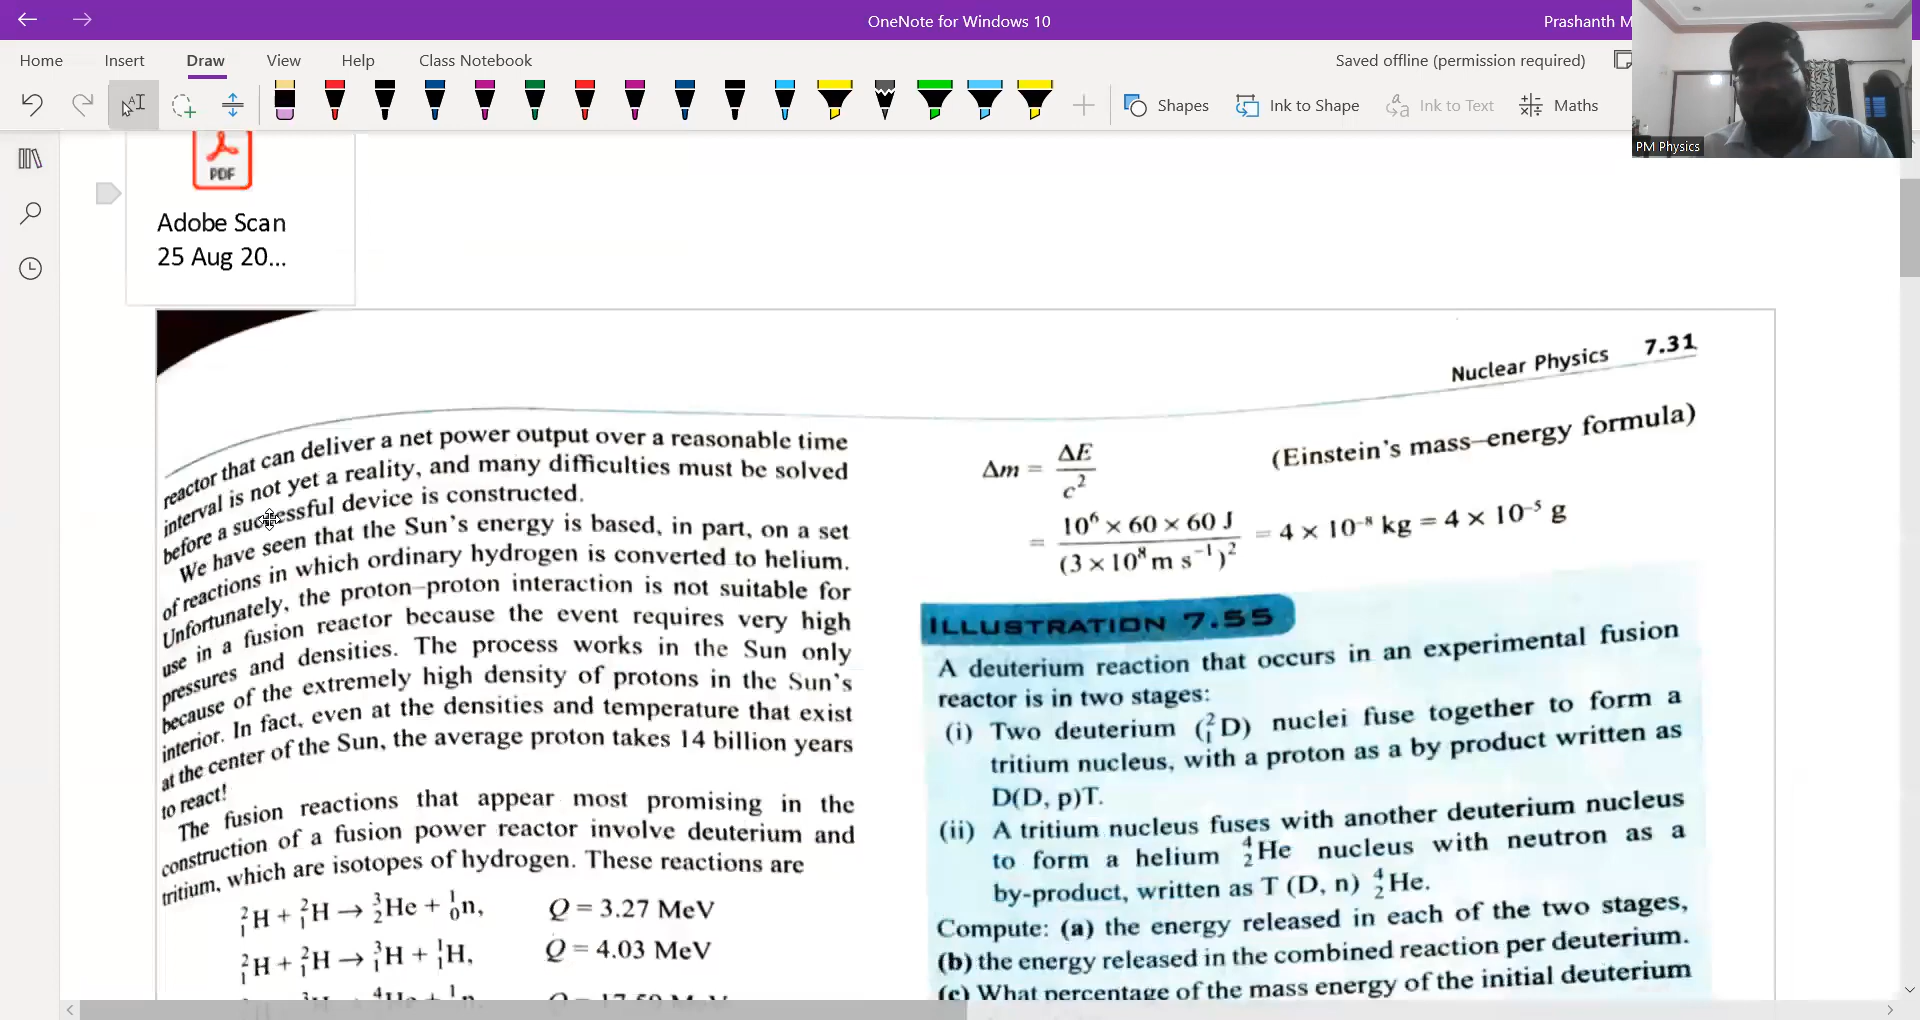 OneNote for Windows 10
Prashanth M
Home Insert Draw View Help Class Notebook
Saved offline (permission required)
Shapes Ink to Shape Ink to Text Maths
PM Physics
PDF
Adobe Scan
25 Aug 20...
Nuclear Physics 7.31
reactor that can deliver a net power output over a reasonable time
interval is not yet a reality, and many difficulties must be solved
before a successful device is constructed.
We have seen that the Sun's energy is based, in part, on a set
of reactions in which ordinary hydrogen is converted to helium.
Unfortunately, the proton–proton interaction is not suitable for
use in a fusion reactor because the event requires very high
pressures and densities. The process works in the Sun only
because of the extremely high density of protons in the Sun's
interior. In fact, even at the densities and temperature that exist
at the center of the Sun, the average proton takes 14 billion years
to react!
The fusion reactions that appear most promising in the
construction of a fusion power reactor involve deuterium and
tritium, which are isotopes of hydrogen. These reactions are
²₁H + ²₁H → ³₂He + ¹₀n, Q = 3.27 MeV
²₁H + ²₁H → ³₁H + ¹₁H, Q = 4.03 MeV
Δm = ΔE / c² (Einstein's mass–energy formula)
= 10⁶ × 60 × 60 J / (3 × 10⁸ m s⁻¹)² = 4 × 10⁻⁸ kg = 4 × 10⁻⁵ g
ILLUSTRATION 7.55
A deuterium reaction that occurs in an experimental fusion
reactor is in two stages:
(i) Two deuterium (²₁D) nuclei fuse together to form a
tritium nucleus, with a proton as a by product written as
D(D, p)T.
(ii) A tritium nucleus fuses with another deuterium nucleus
to form a helium ⁴₂He nucleus with neutron as a
by-product, written as T (D, n) ⁴₂He.
Compute: (a) the energy released in each of the two stages,
(b) the energy released in the combined reaction per deuterium.
(c) What percentage of the mass energy of the initial deuterium